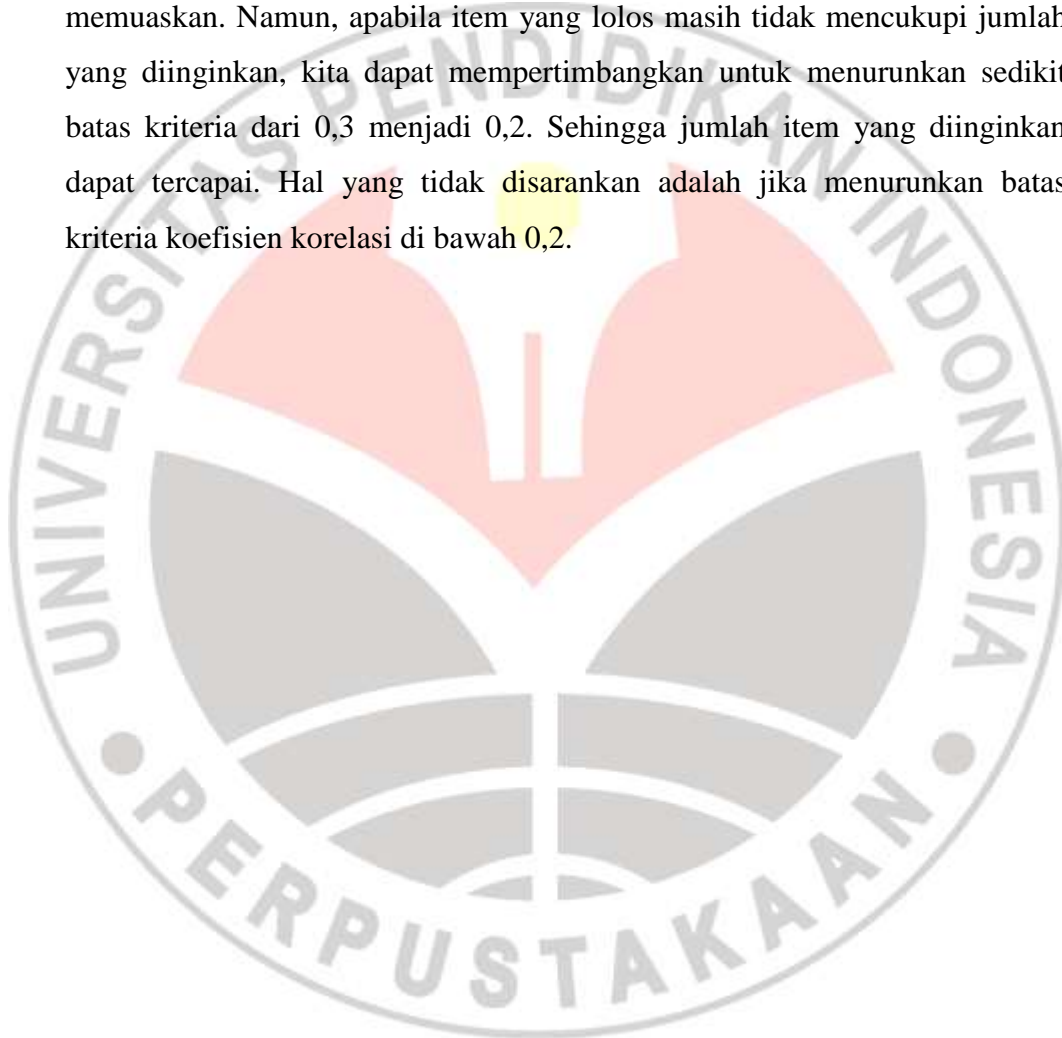 memuaskan. Namun, apabila item yang lolos masih tidak mencukupi jumlah
yang diinginkan, kita dapat mempertimbangkan untuk menurunkan sedikit
batas kriteria dari 0,3 menjadi 0,2. Sehingga jumlah item yang diinginkan
dapat tercapai. Hal yang tidak disarankan adalah jika menurunkan batas
kriteria koefisien korelasi di bawah 0,2.
UNIVERSITAS PENDIDIKAN INDONESIA
PERPUSTAKAAN